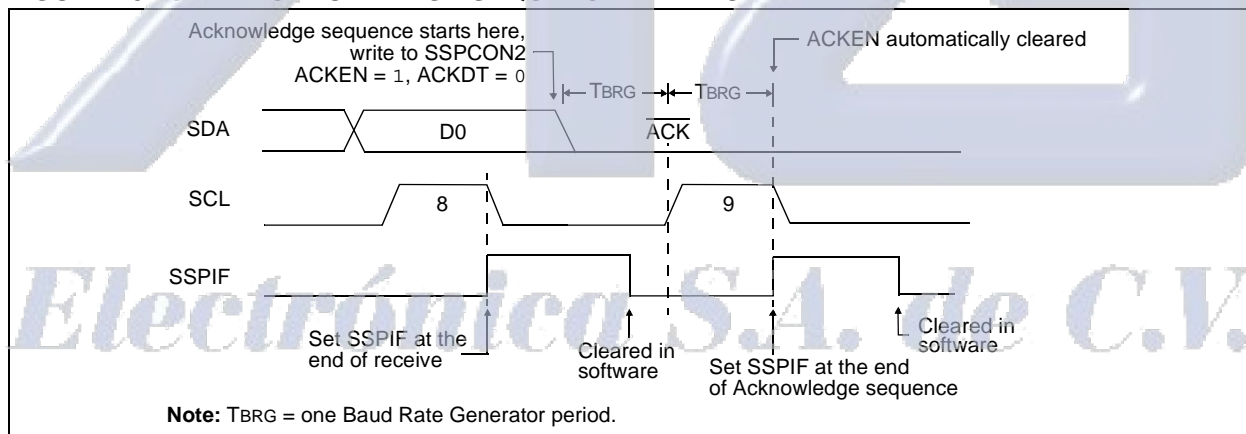 Acknowledge sequence starts here,
write to SSPCON2
ACKEN = 1, ACKDT = 0
ACKEN automatically cleared
TBRG
TBRG
SDA
D0
ACK
SCL
8
9
SSPIF
Set SSPIF at the
end of receive
Cleared in
software
Set SSPIF at the end
of Acknowledge sequence
Cleared in
software
Electrónica S.A. de C.V.
Note: TBRG = one Baud Rate Generator period.